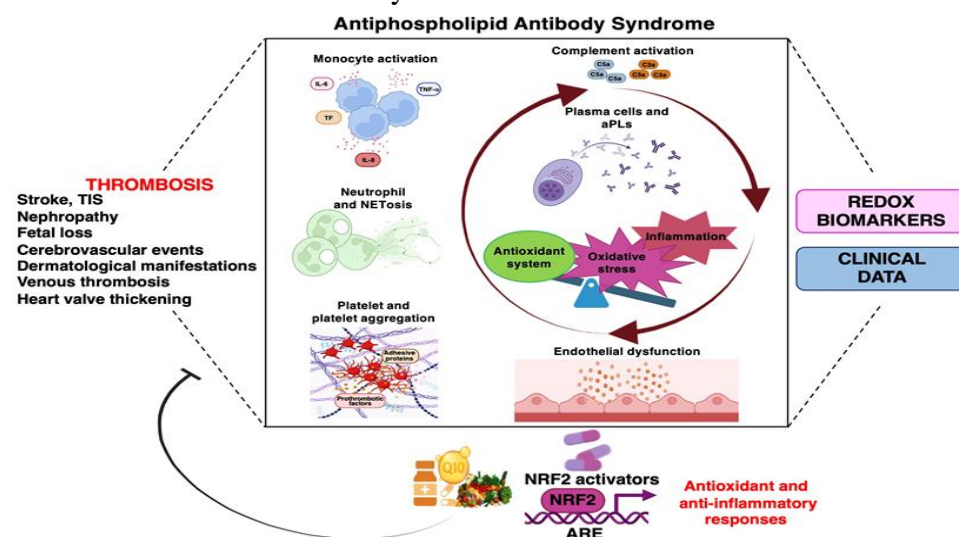 Antiphospholipid Antibody Syndrome
Monocyte activation
IL-6
TNF-α
TF
IL-8
Complement activation
C5a
C3a
C5a
C5a
C3a
C3a
Plasma cells and
aPLs
THROMBOSIS
Stroke, TIS
Nephropathy
Fetal loss
Cerebrovascular events
Dermatological manifestations
Venous thrombosis
Heart valve thickening
Neutrophil
and NETosis
Antioxidant
system
Oxidative
stress
Inflammation
REDOX
BIOMARKERS
CLINICAL
DATA
Platelet and
platelet aggregation
Adhesive
proteins
Prothrombotic
factors
Endothelial dysfunction
Q10
NRF2 activators
NRF2
ARE
Antioxidant and
anti-inflammatory
responses